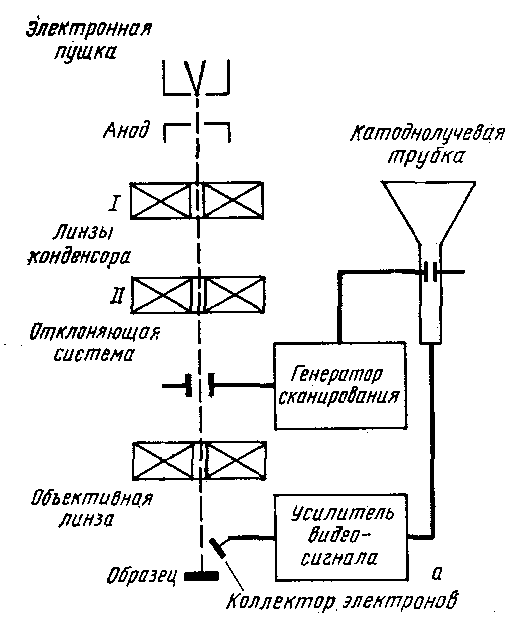 Электронная
пушка
Анод
Катоднолучевая
трубка
I
Линзы
конденсора
II
Отклоняющая
система
Генератор
сканирования
Объективная
линза
Усилитель
видео-
сигнала
Образец
а
Коллектор электронов